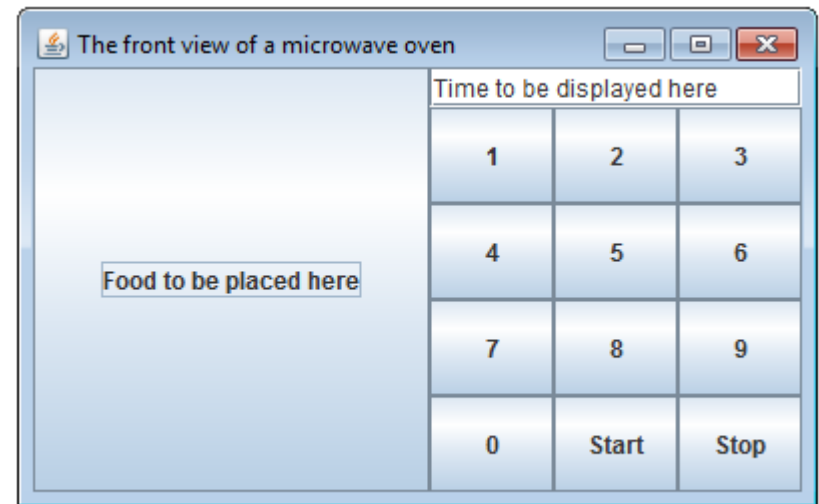 The front view of a microwave oven
Time to be displayed here
1 2 3
4 5 6
Food to be placed here
7 8 9
0 Start Stop